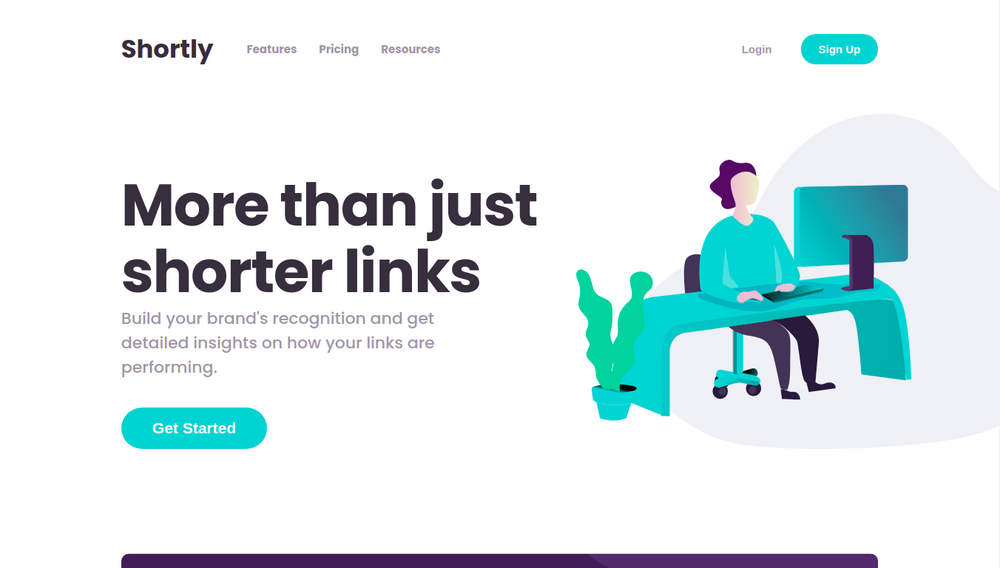 Shortly
Features
Pricing
Resources
Login
Sign Up
More than just
shorter links
Build your brand's recognition and get
detailed insights on how your links are
performing.
Get Started